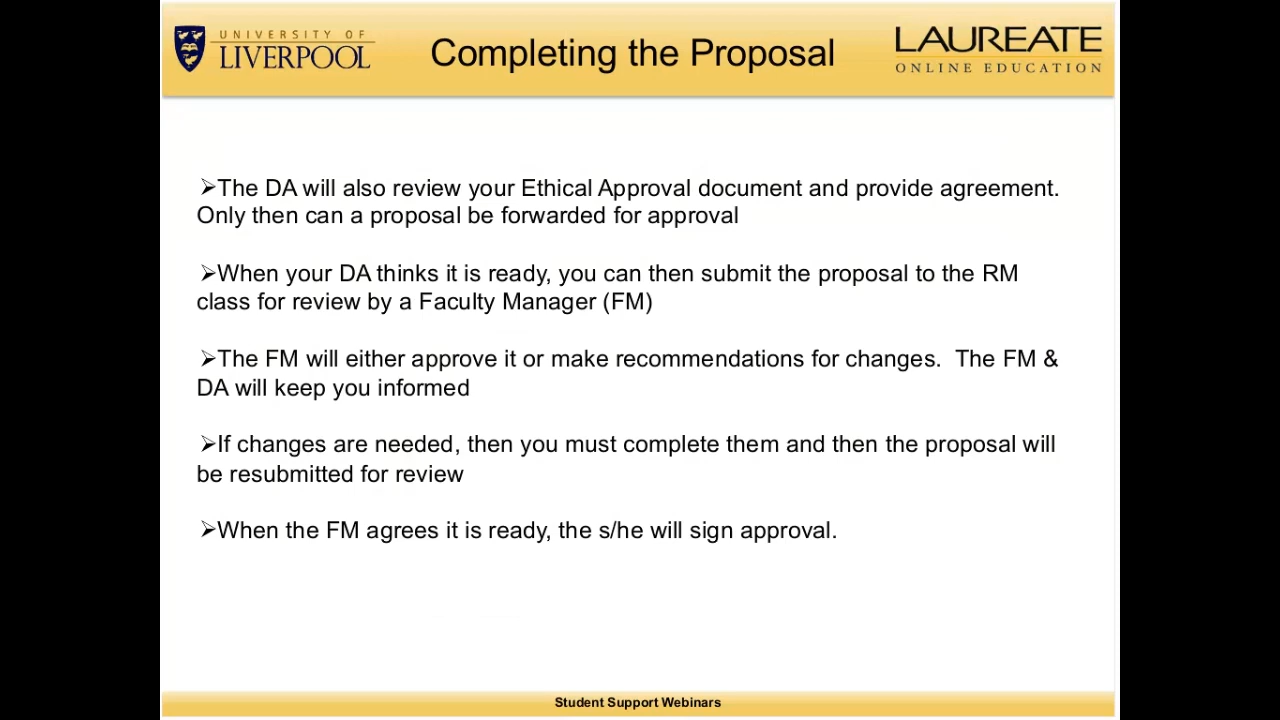 UNIVERSITY OF
LIVERPOOL
Completing the Proposal
LAUREATE
ONLINE EDUCATION
➢The DA will also review your Ethical Approval document and provide agreement.
Only then can a proposal be forwarded for approval
➢When your DA thinks it is ready, you can then submit the proposal to the RM
class for review by a Faculty Manager (FM)
➢The FM will either approve it or make recommendations for changes.  The FM &
DA will keep you informed
➢If changes are needed, then you must complete them and then the proposal will
be resubmitted for review
➢When the FM agrees it is ready, the s/he will sign approval.
Student Support Webinars